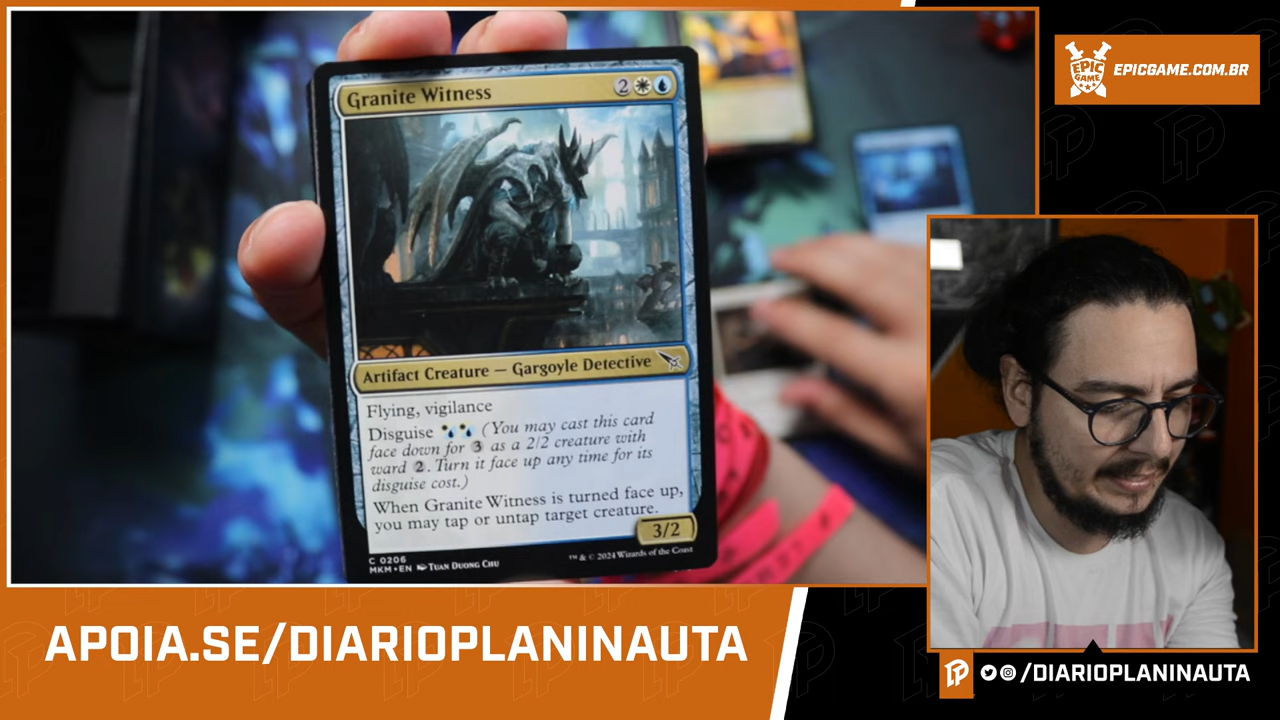 Granite Witness 2
Artifact Creature — Gargoyle Detective
Flying, vigilance
Disguise (You may cast this card
face down for 3 as a 2/2 creature with
ward 2. Turn it face up any time for its
disguise cost.)
When Granite Witness is turned face up,
you may tap or untap target creature.
3/2
C 0206
MKM • EN TUAN DUONG CHU
™ & © 2024 Wizards of the Coast
EPIC
GAME
EPICGAME.COM.BR
APOIA.SE/DIARIOPLANINAUTA
/DIARIOPLANINAUTA